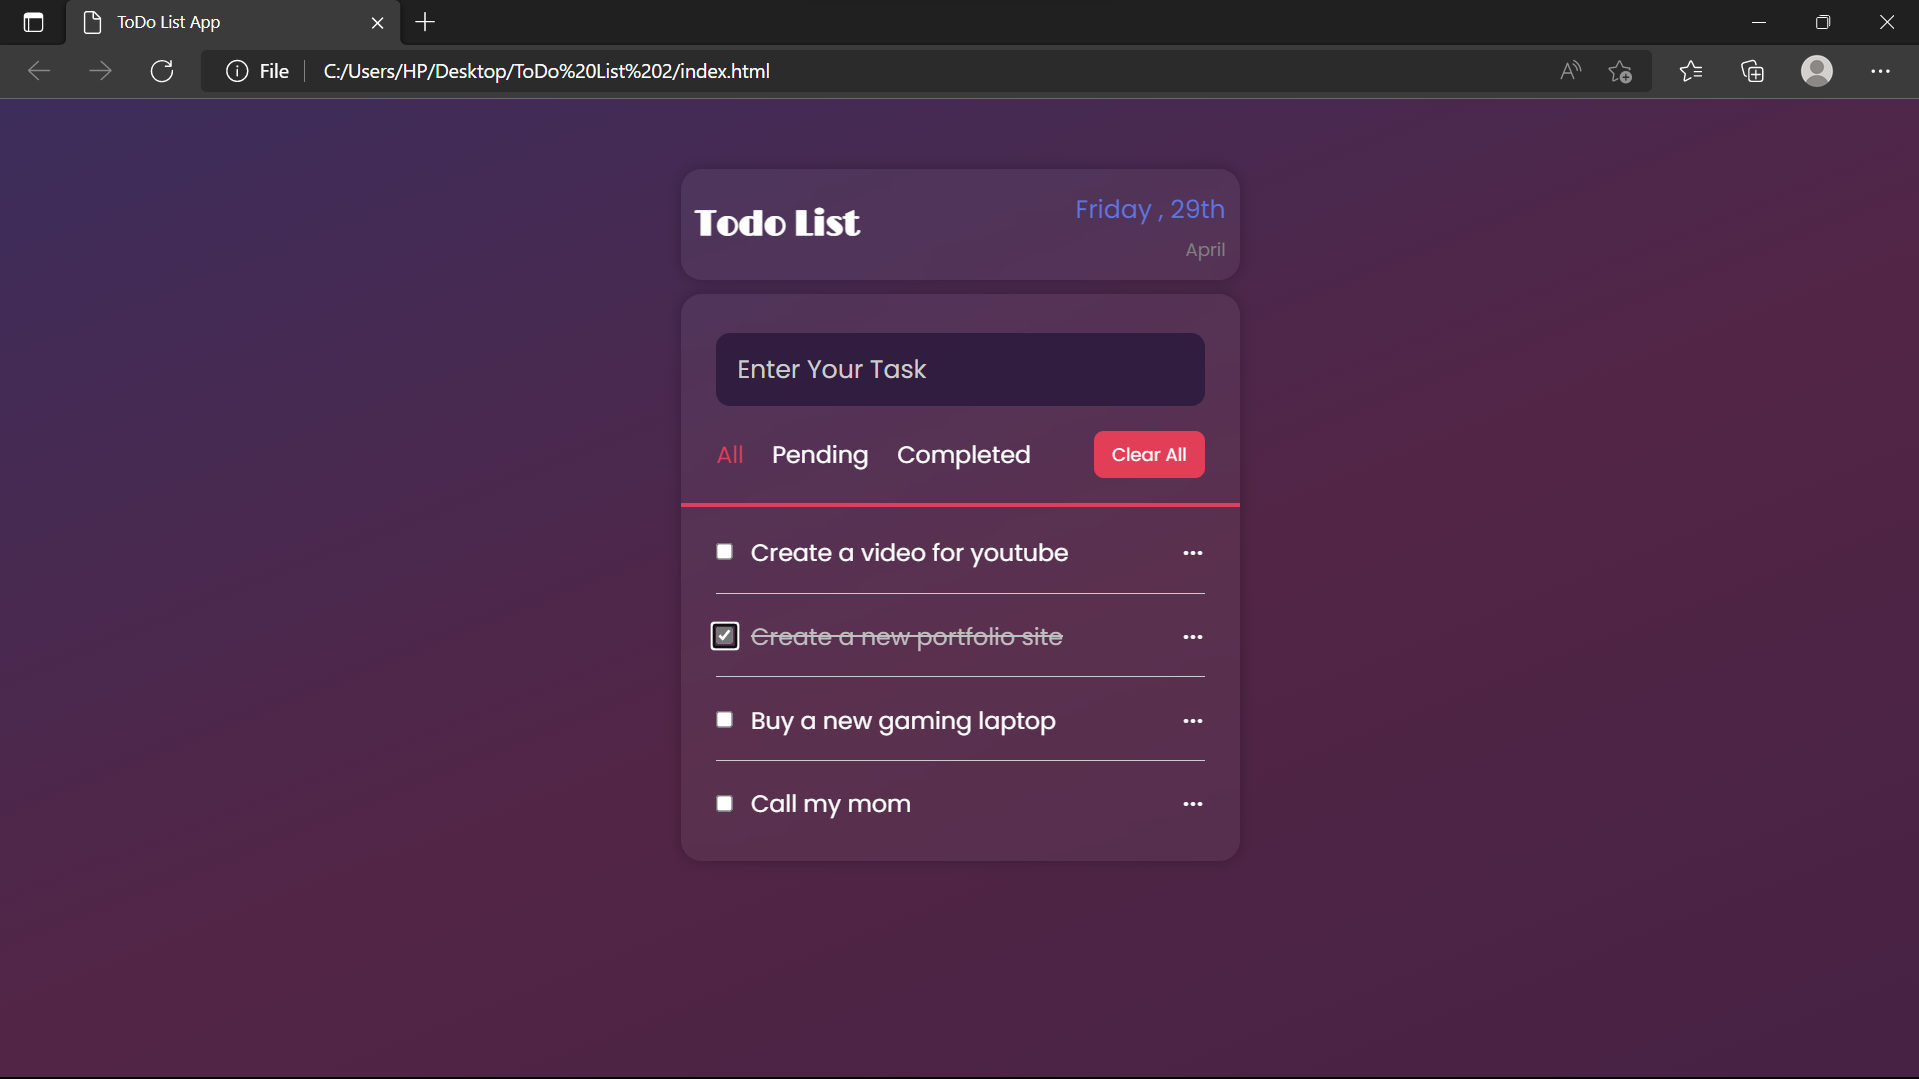 ToDo List App
File C:/Users/HP/Desktop/ToDo%20List%202/index.html
Todo List
Friday , 29th
April
Enter Your Task
All Pending Completed Clear All
Create a video for youtube
Create a new portfolio site
Buy a new gaming laptop
Call my mom